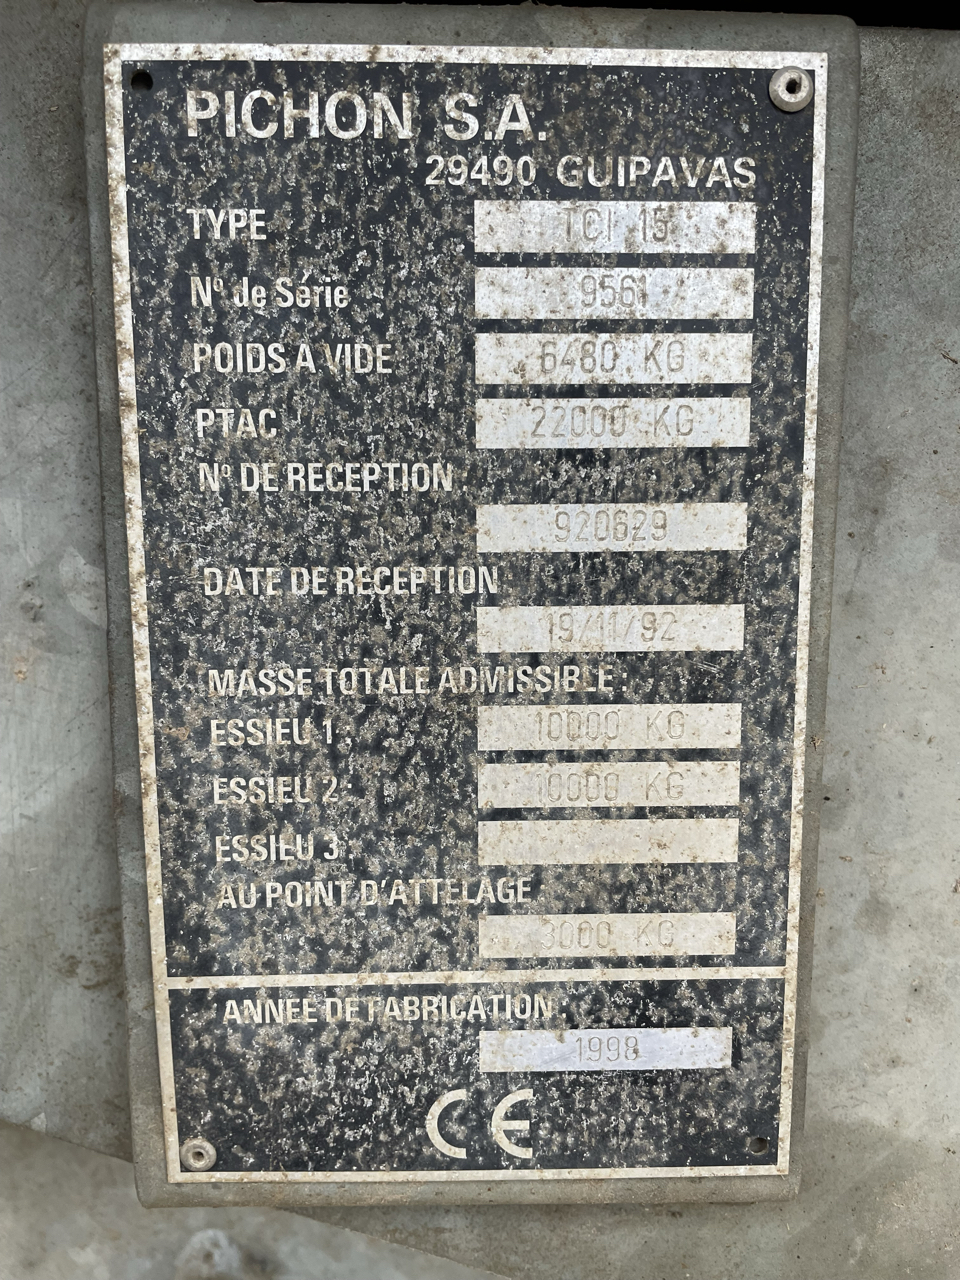 PICHON S.A.
29490 GUIPAVAS
TYPE TCI 15
Nº de Série 9561
POIDS A VIDE 6480 KG
PTAC 22000 KG
Nº DE RECEPTION
920629
DATE DE RECEPTION
19/11/92
MASSE TOTALE ADMISSIBLE :
ESSIEU 1 : 10000 KG
ESSIEU 2 : 10000 KG
ESSIEU 3 :
AU POINT D'ATTELAGE
3000 KG
ANNEE DE FABRICATION :
1998
CE